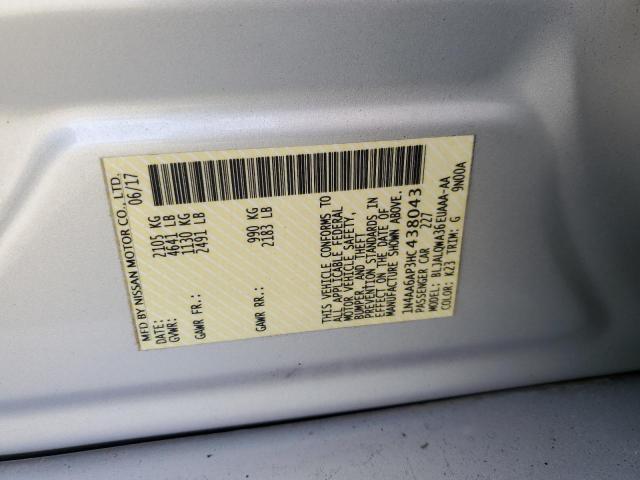 MFD BY NISSAN MOTOR CO., LTD.
DATE: 06/17
GVWR: 2105 KG
4641 LB
GAWR FR: 1130 KG
2491 LB
GAWR RR: 990 KG
2183 LB
THIS VEHICLE CONFORMS TO
ALL APPLICABLE FEDERAL
MOTOR VEHICLE SAFETY,
BUMPER, AND THEFT
PREVENTION STANDARDS IN
EFFECT ON THE DATE OF
MANUFACTURE SHOWN ABOVE.
1N4AA6AP3HC438043
PASSENGER CAR 227
MODEL: BLJALQWA36EUAAA-AA
COLOR: K23 TRIM: G 9N00A